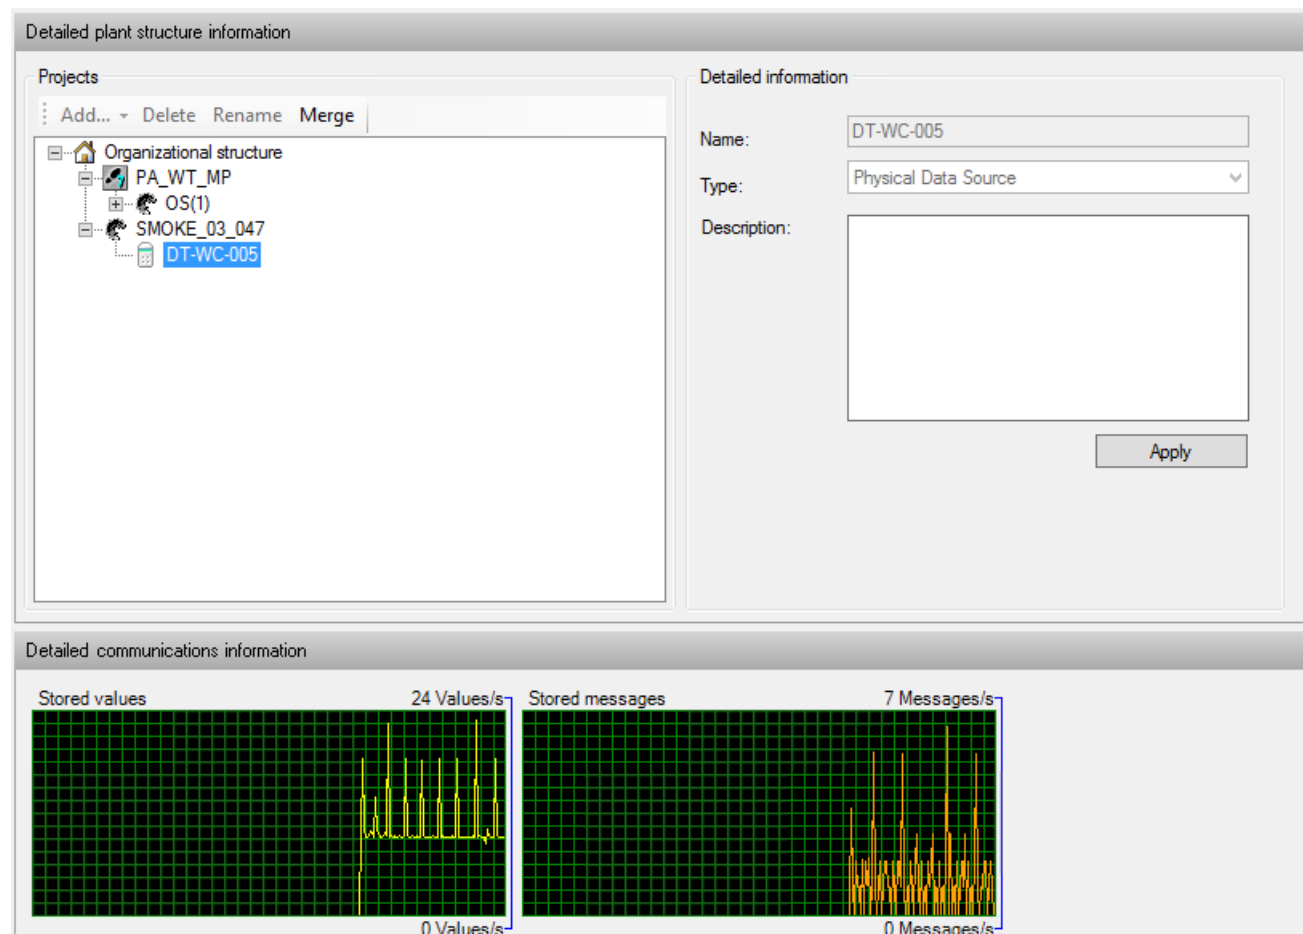 Detailed plant structure information
Projects
Add... Delete Rename Merge
Organizational structure
PA_WT_MP
OS(1)
SMOKE_03_047
DT-WC-005
Detailed information
Name: DT-WC-005
Type: Physical Data Source
Description:
Apply
Detailed communications information
Stored values 24 Values/s
0 Values/s
Stored messages 7 Messages/s
0 Messages/s